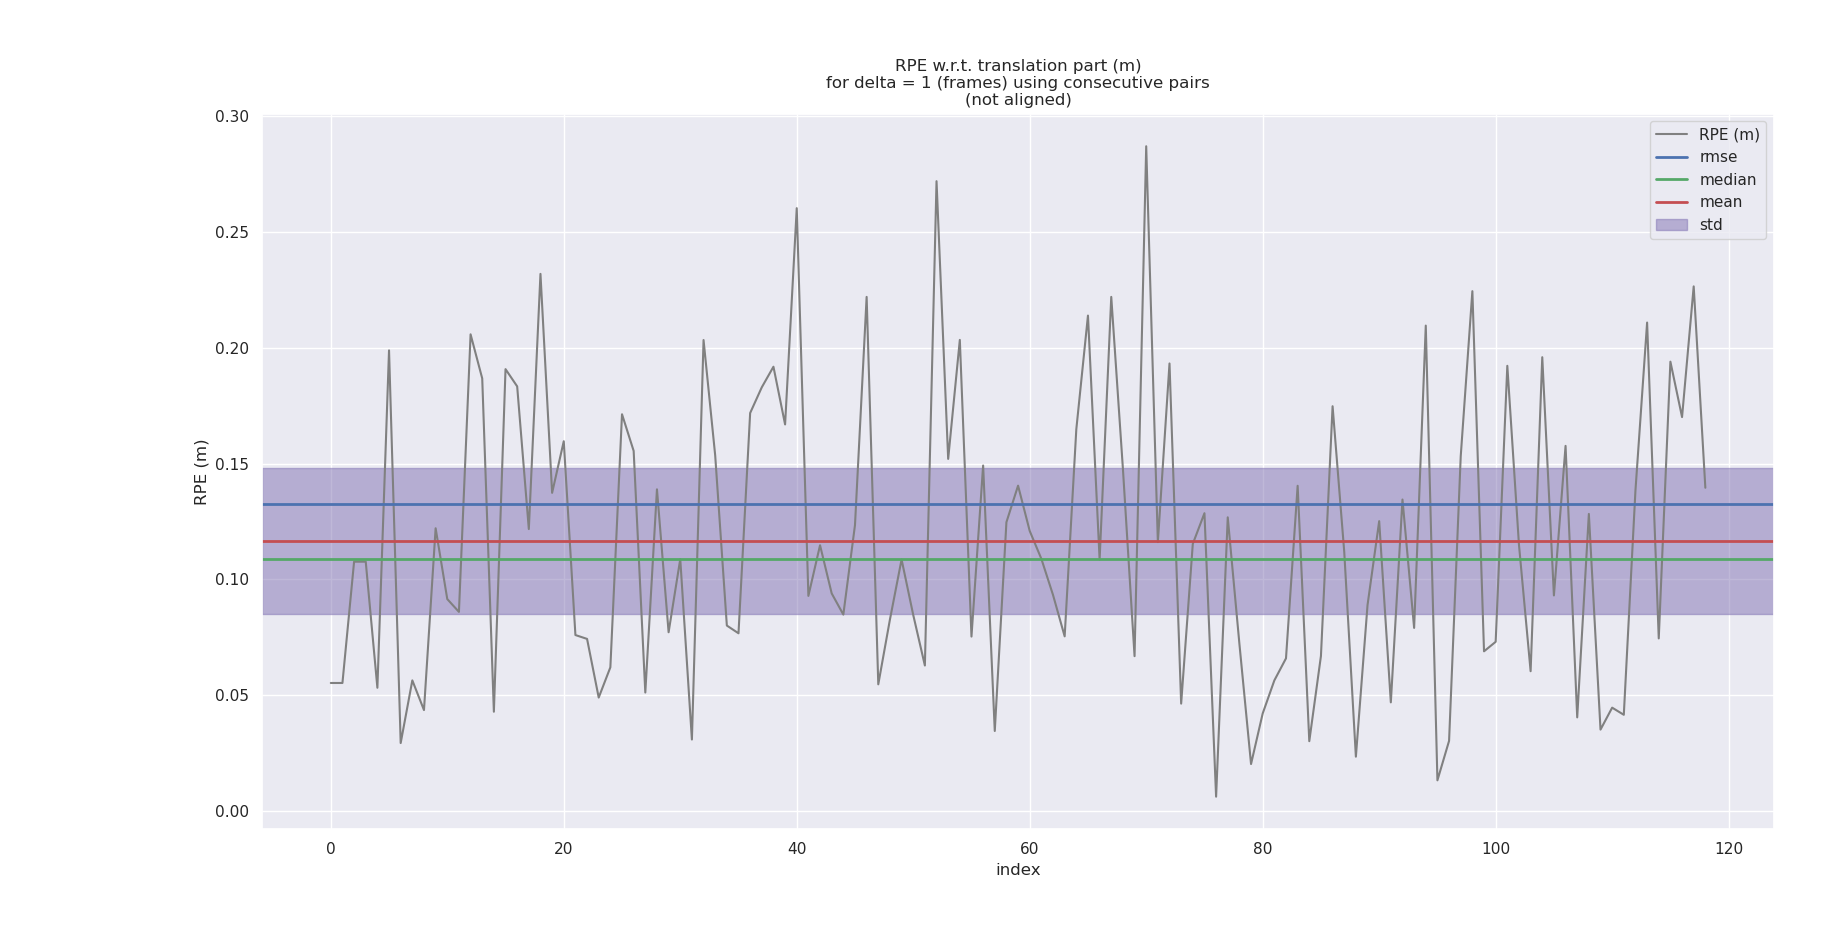 RPE w.r.t. translation part (m)
for delta = 1 (frames) using consecutive pairs
(not aligned)
0.30
0.25
0.20
0.15
0.10
0.05
0.00
RPE (m)
RPE (m)
rmse
median
mean
std
0 20 40 60 80 100 120
index